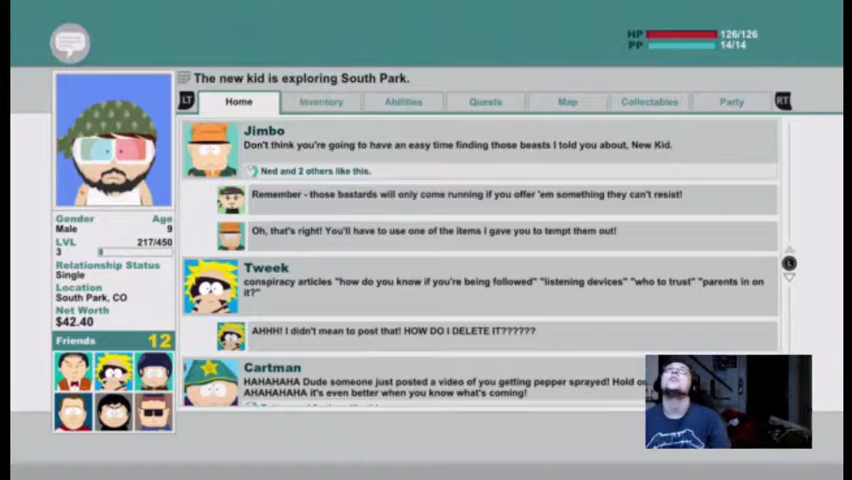 HP 126/126
PP 14/14
The new kid is exploring South Park.
LT Home Inventory Abilities Quests Map Collectables Party RT
Jimbo
Don't think you're going to have an easy time finding those beasts I told you about, New Kid.
Ned and 2 others like this.
Remember - those bastards will only come running if you offer 'em something they can't resist!
Oh, that's right! You'll have to use one of the items I gave you to tempt them out!
Gender Age
Male 9
LVL 217/450
3
Relationship Status
Single
Location
South Park, CO
Net Worth
$42.40
Friends 12
Tweek
conspiracy articles "how do you know if you're being followed" "listening devices" "who to trust" "parents in on
it?"
AHHH! I didn't mean to post that! HOW DO I DELETE IT??????
Cartman
HAHAHAHA Dude someone just posted a video of you getting pepper sprayed! Hold
AHAHAHAHA it's even better when you know what's coming!
L